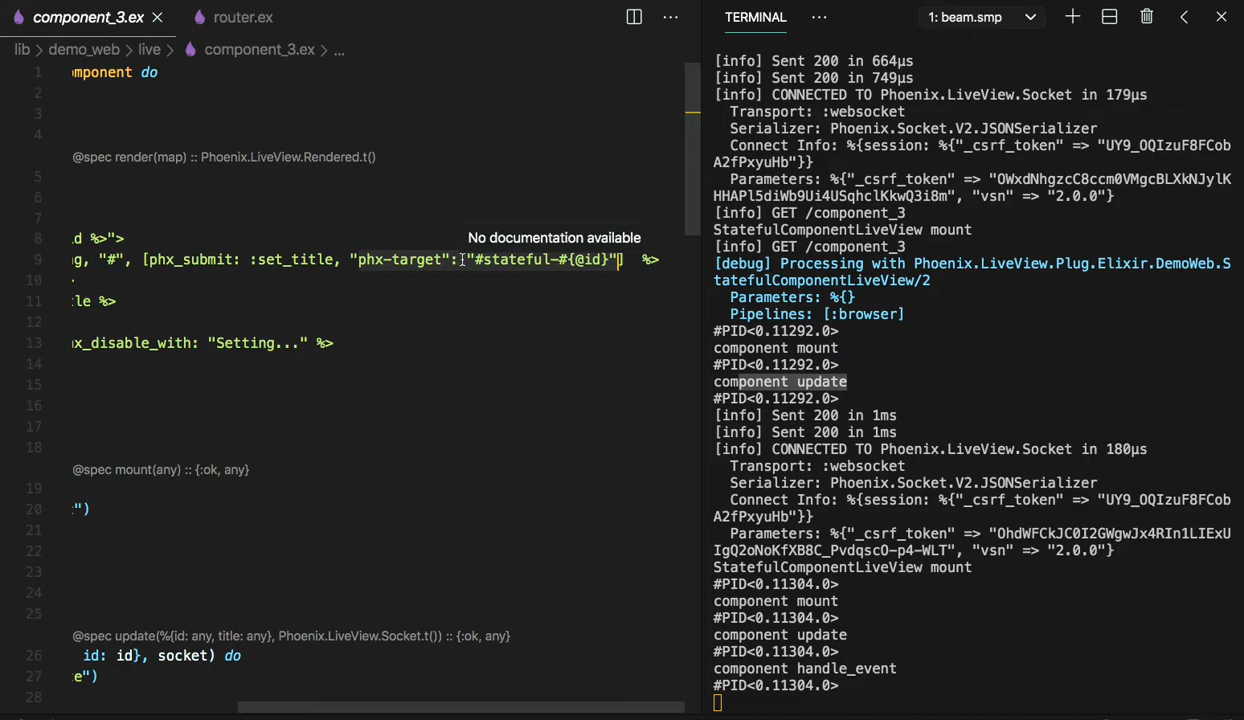 component_3.ex
router.ex
lib > demo_web > live > component_3.ex > ...
1 mponent do
2
3
4
@spec render(map) :: Phoenix.LiveView.Rendered.t()
5
6
7
No documentation available
8 .d %>">
9 ng, "#", [phx_submit: :set_title, "phx-target": "#stateful-#{@id}"] %>
10
11 .le %>
12
13 x_disable_with: "Setting..." %>
14
15
16
17
18
@spec mount(any) :: {:ok, any}
19
20 :")
21
22
23
24
25
@spec update(%{id: any, title: any}, Phoenix.LiveView.Socket.t()) :: {:ok, any}
26 id: id}, socket) do
27 e")
28
TERMINAL
1: beam.smp
[info] Sent 200 in 664µs
[info] Sent 200 in 749µs
[info] CONNECTED TO Phoenix.LiveView.Socket in 179µs
Transport: :websocket
Serializer: Phoenix.Socket.V2.JSONSerializer
Connect Info: %{session: %{"_csrf_token" => "UY9_OQIzuF8FCob
A2fPxyuHb"}}
Parameters: %{"_csrf_token" => "OWxdNhgzcC8ccm0VMgcBLXkNJylK
HHAPl5diWb9Ui4USqhclKkwQ3i8m", "vsn" => "2.0.0"}
[info] GET /component_3
StatefulComponentLiveView mount
[info] GET /component_3
[debug] Processing with Phoenix.LiveView.Plug.Elixir.DemoWeb.S
tatefulComponentLiveView/2
Parameters: %{}
Pipelines: [:browser]
#PID<0.11292.0>
component mount
#PID<0.11292.0>
component update
#PID<0.11292.0>
[info] Sent 200 in 1ms
[info] Sent 200 in 1ms
[info] CONNECTED TO Phoenix.LiveView.Socket in 180µs
Transport: :websocket
Serializer: Phoenix.Socket.V2.JSONSerializer
Connect Info: %{session: %{"_csrf_token" => "UY9_OQIzuF8FCob
A2fPxyuHb"}}
Parameters: %{"_csrf_token" => "OhdWFCkJC0I2GWgwJx4RIn1LIExU
IgQ2oNoKfXB8C_PvdqscO-p4-WLT", "vsn" => "2.0.0"}
StatefulComponentLiveView mount
#PID<0.11304.0>
component mount
#PID<0.11304.0>
component update
#PID<0.11304.0>
component handle_event
#PID<0.11304.0>